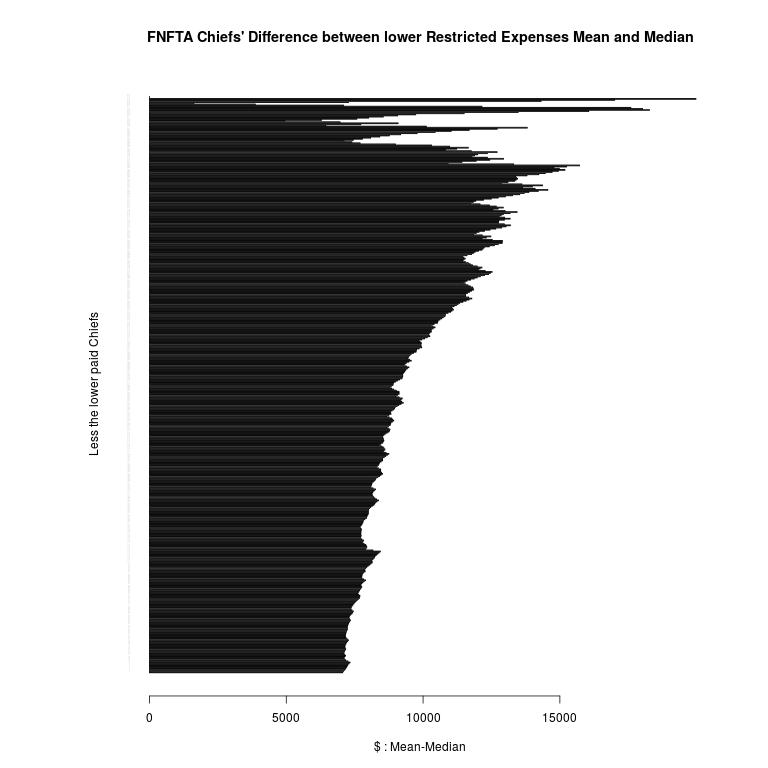 FNFTA Chiefs' Difference between lower Restricted Expenses Mean and Median
Less the lower paid Chiefs
0 5000 10000 15000
$ : Mean-Median